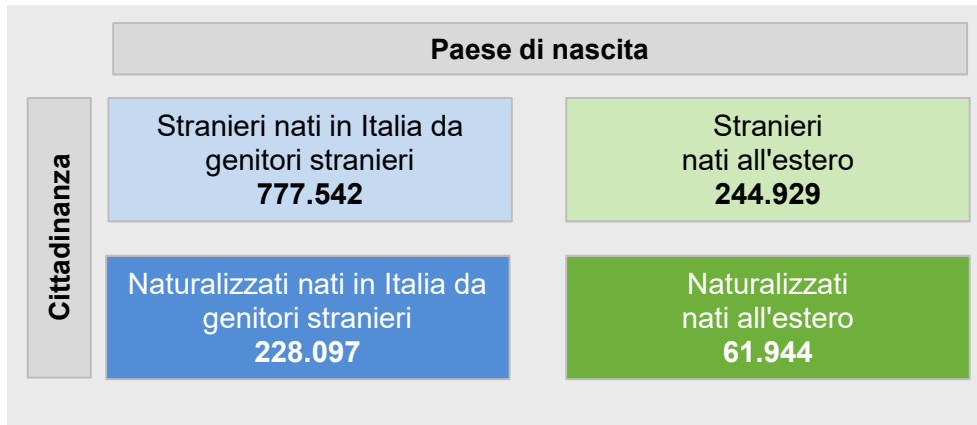 Paese di nascita
Cittadinanza
Stranieri nati in Italia da
genitori stranieri
777.542
Stranieri
nati all'estero
244.929
Naturalizzati nati in Italia da
genitori stranieri
228.097
Naturalizzati
nati all'estero
61.944